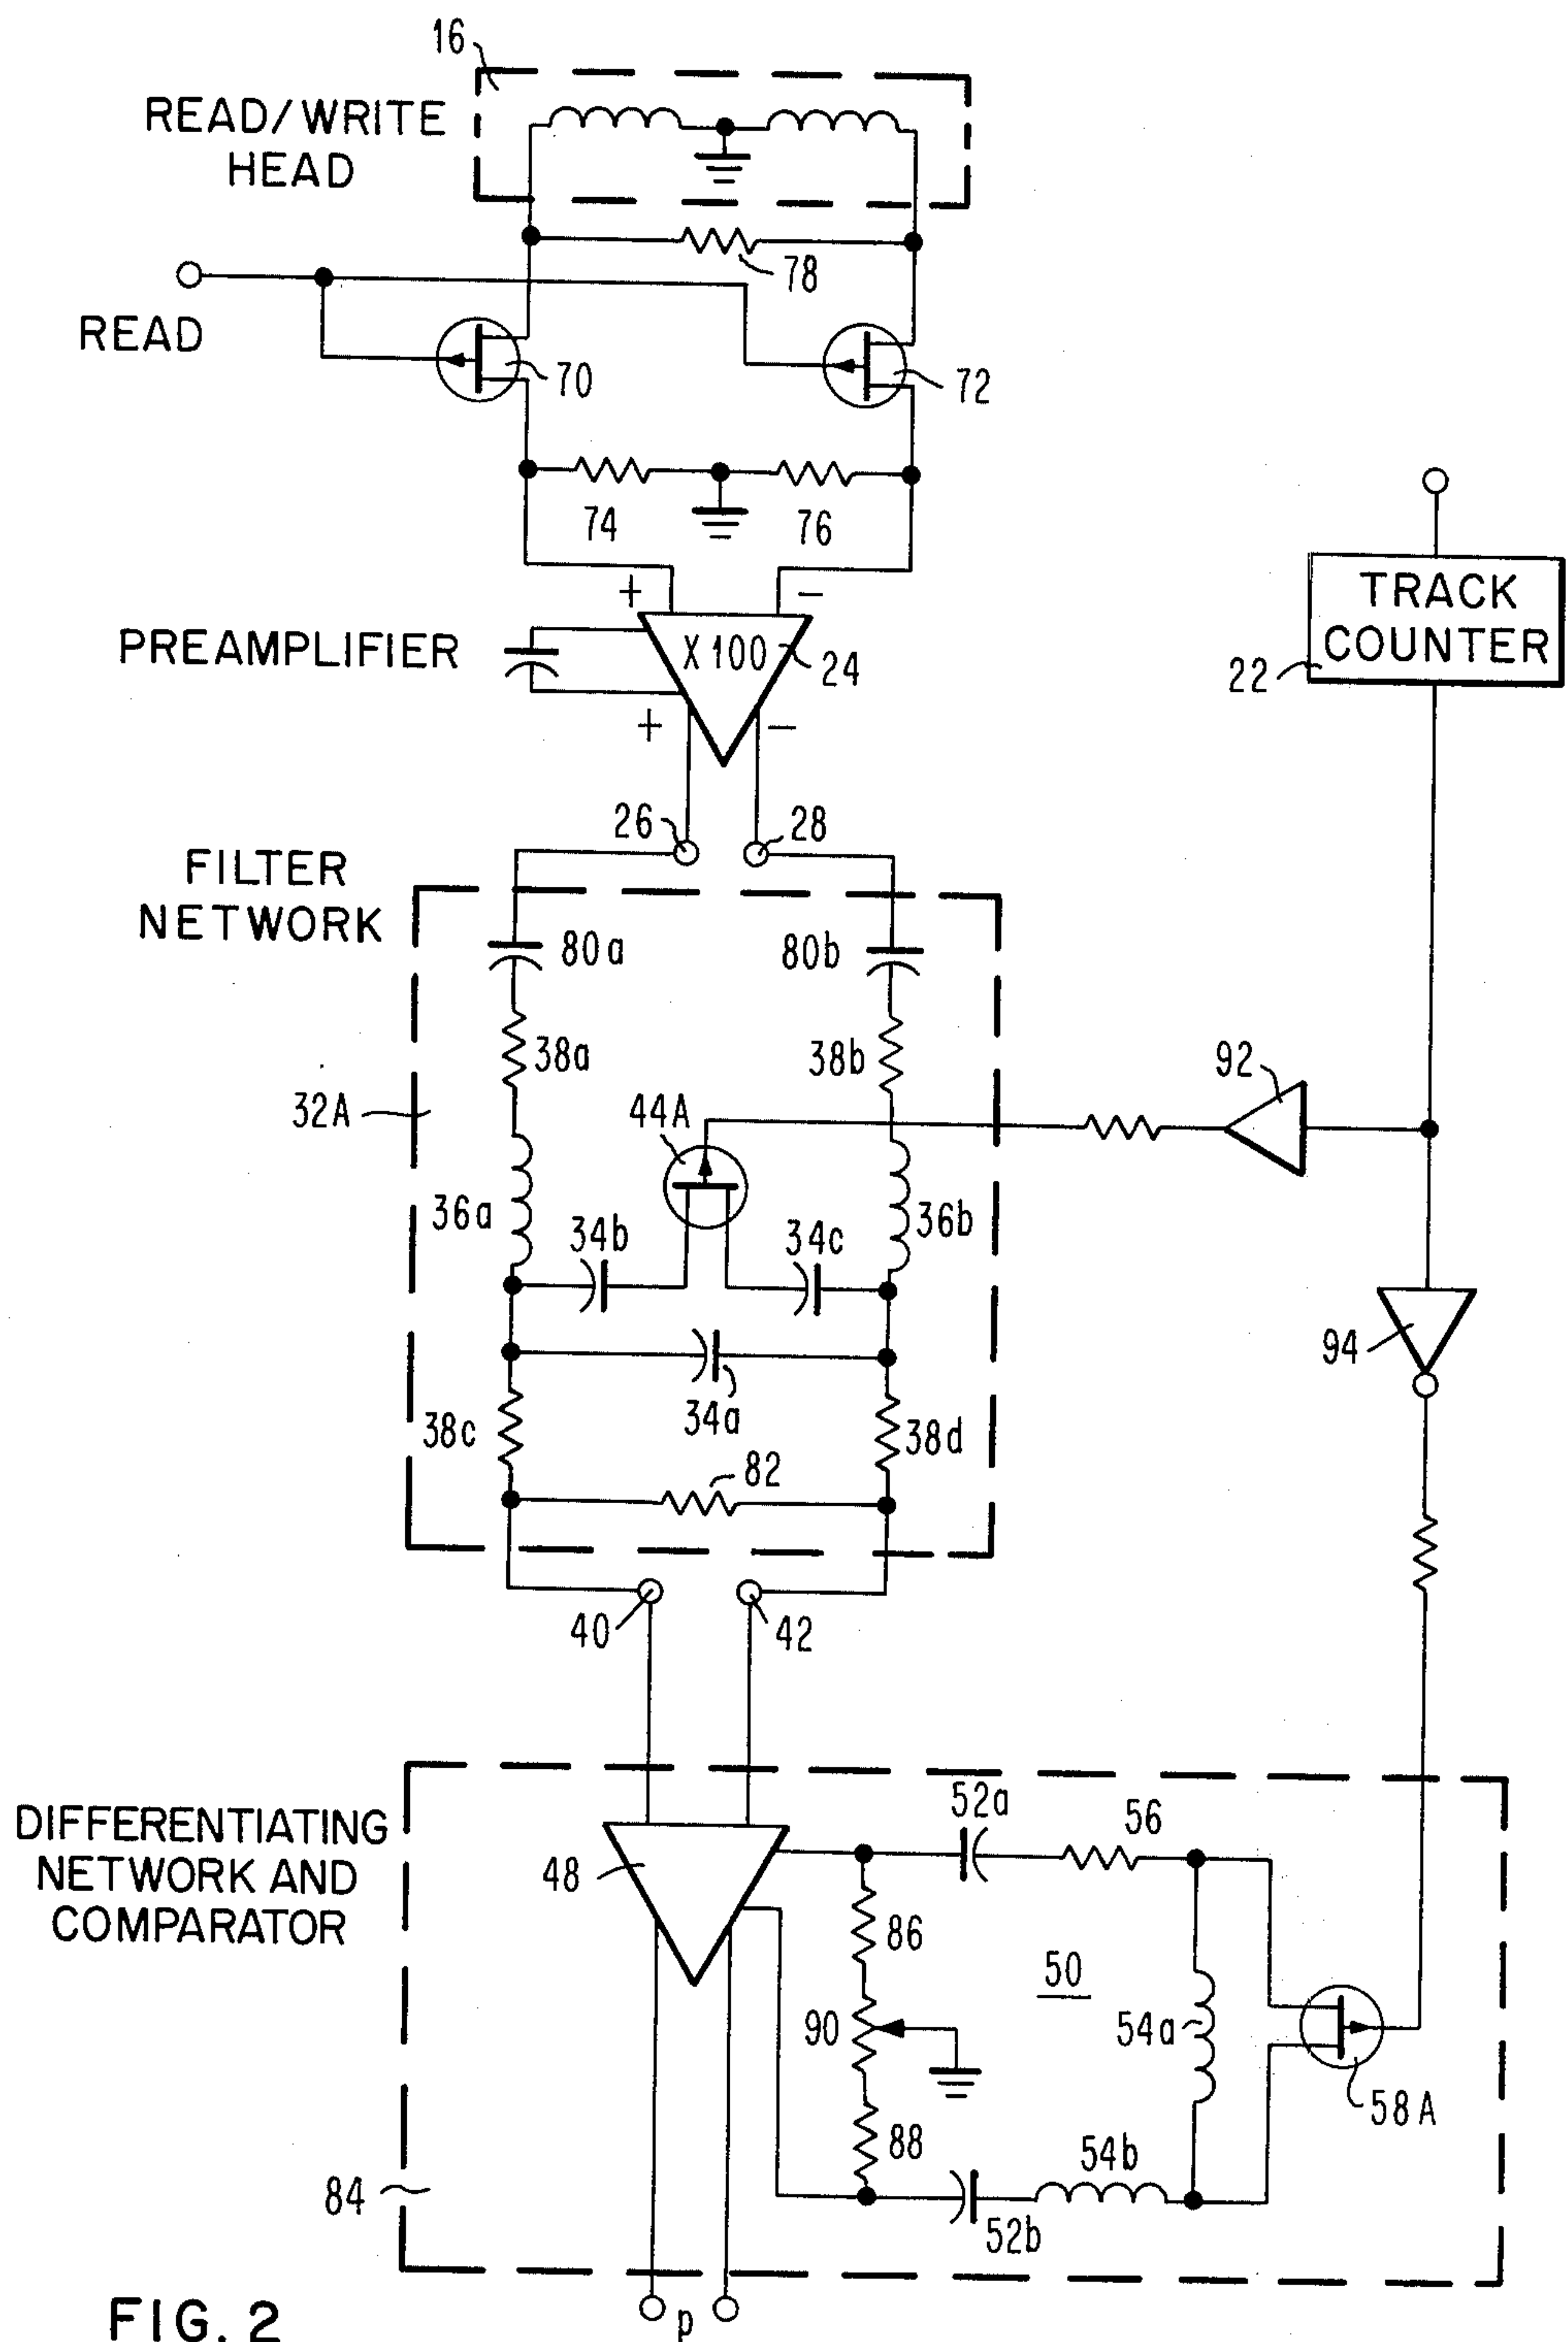 16
READ/WRITE
HEAD
78
READ
70
72
74
76
+
−
PREAMPLIFIER
X 100
24
+
−
TRACK
COUNTER
22
26
28
FILTER
NETWORK
80a
80b
38a
38b
32A
44A
92
36a
36b
34b
34c
34a
94
38c
38d
82
40
42
DIFFERENTIATING
NETWORK AND
COMPARATOR
48
52a
56
86
50
90
54a
58A
88
54b
52b
84
p
FIG. 2